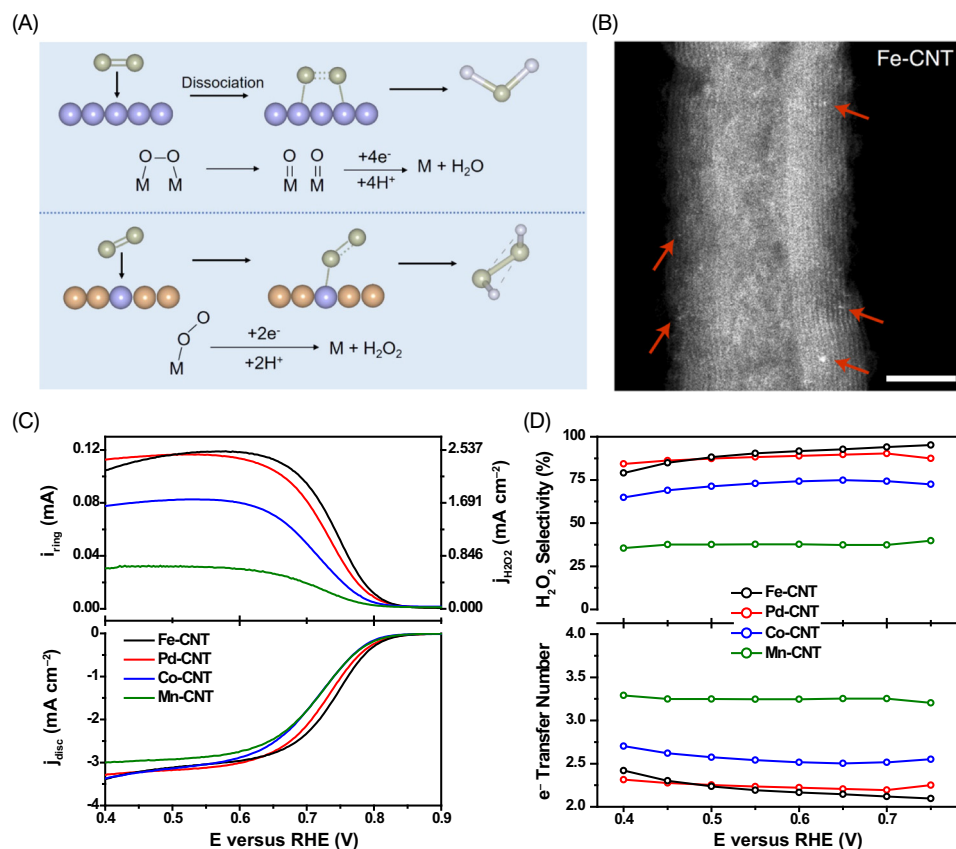 (A)
Dissociation
O O O O
M M M M
+4e⁻
+4H⁺
M + H₂O
O
O
M
+2e⁻
+2H⁺
M + H₂O₂
(B)
Fe-CNT
(C)
i_ring (mA)
0.12
0.08
0.04
0.00
2.537
1.691
0.846
0.000
j_H2O2 (mA cm⁻²)
j_disc (mA cm⁻²)
0
-1
-2
-3
-4
Fe-CNT
Pd-CNT
Co-CNT
Mn-CNT
0.4 0.5 0.6 0.7 0.8 0.9
E versus RHE (V)
(D)
H₂O₂ Selectivity (%)
100
75
50
25
0
Fe-CNT
Pd-CNT
Co-CNT
Mn-CNT
e⁻ Transfer Number
4.0
3.5
3.0
2.5
2.0
0.4 0.5 0.6 0.7
E versus RHE (V)